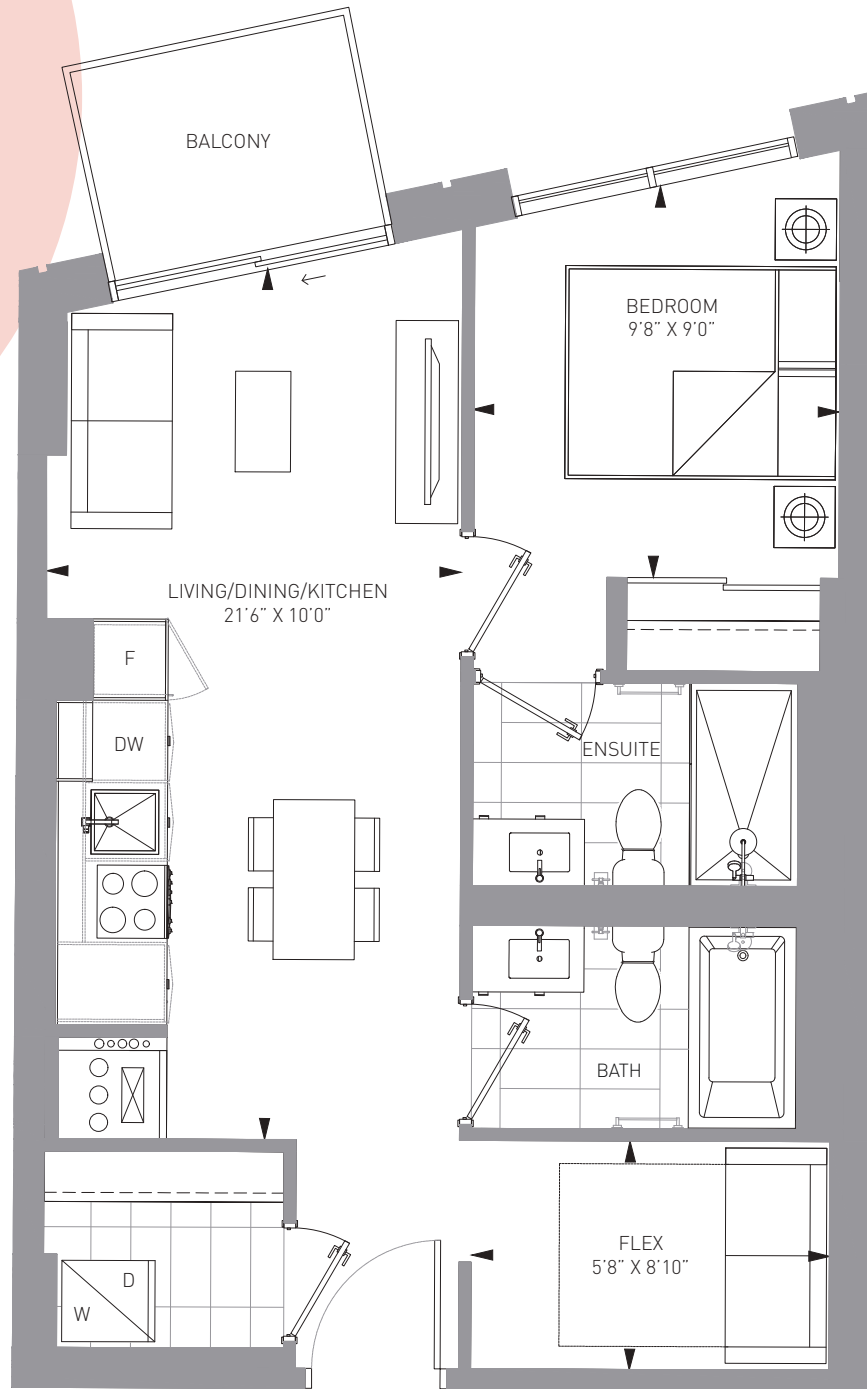 BALCONY
BEDROOM
9'8" X 9'0"
LIVING/DINING/KITCHEN
21'6" X 10'0"
F
DW
ENSUITE
BATH
FLEX
5'8" X 8'10"
D
W